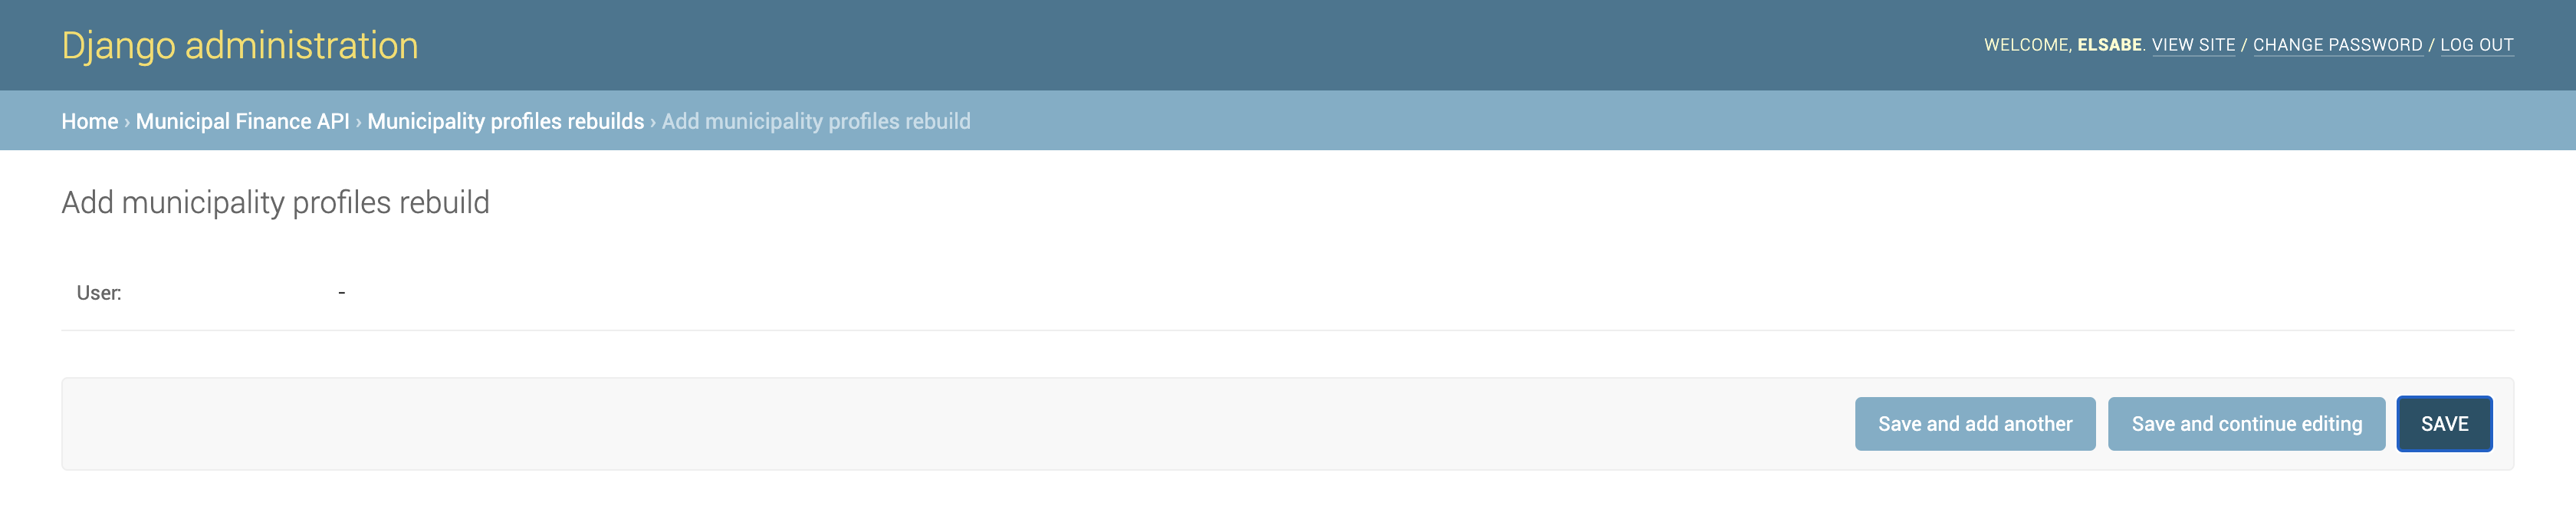 Django administration
WELCOME, ELSABE. VIEW SITE / CHANGE PASSWORD / LOG OUT
Home › Municipal Finance API › Municipality profiles rebuilds › Add municipality profiles rebuild
Add municipality profiles rebuild
User: -
Save and add another Save and continue editing SAVE